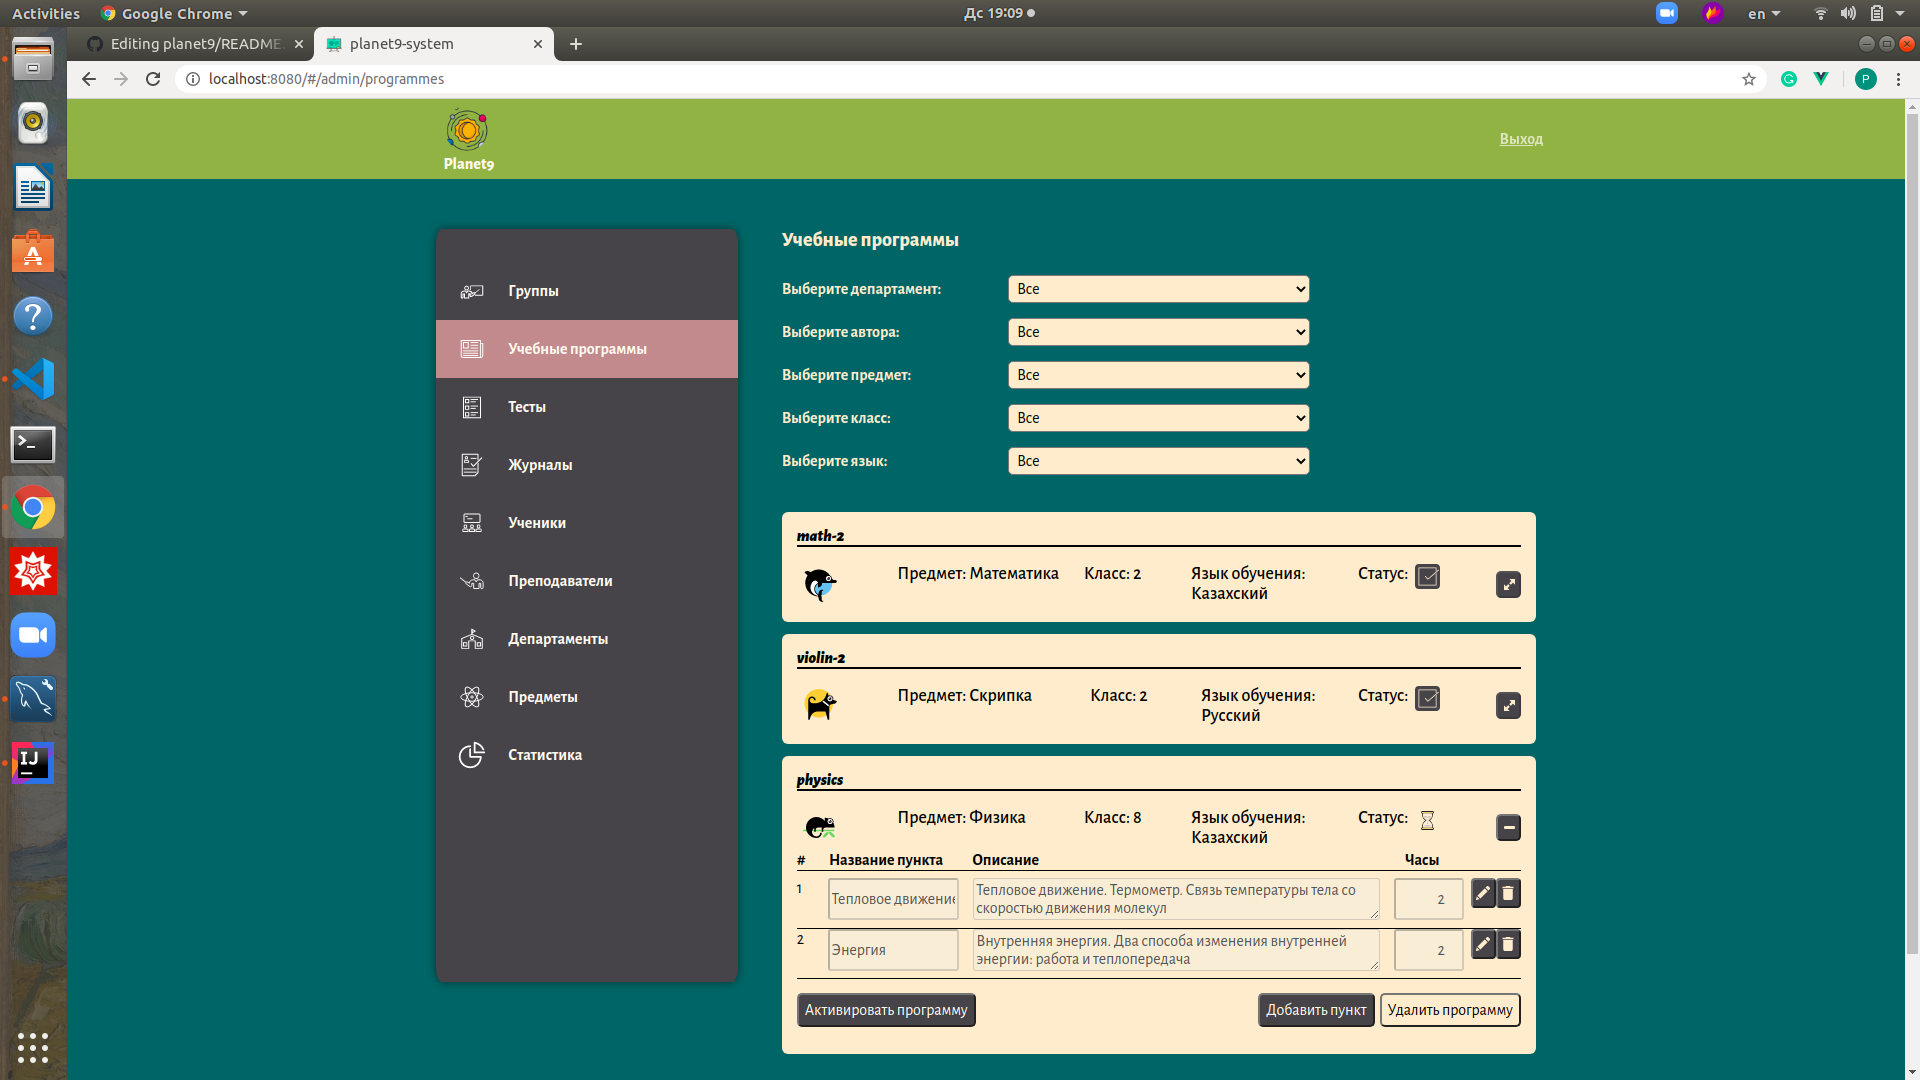 Activities
Google Chrome
Дс 19:09
en
Editing planet9/README.
planet9-system
localhost:8080/#/admin/programmes
P
Planet9
Выход
Группы
Учебные программы
Тесты
Журналы
Ученики
Преподаватели
Департаменты
Предметы
Статистика
Учебные программы
Выберите департамент: Все
Выберите автора: Все
Выберите предмет: Все
Выберите класс: Все
Выберите язык: Все
math-2
Предмет: Математика Класс: 2 Язык обучения: Статус:
Казахский
violin-2
Предмет: Скрипка Класс: 2 Язык обучения: Статус:
Русский
physics
Предмет: Физика Класс: 8 Язык обучения: Статус:
Казахский
# Название пункта Описание Часы
1 Тепловое движение Тепловое движение. Термометр. Связь температуры тела со 2
скоростью движения молекул
2 Энергия Внутренняя энергия. Два способа изменения внутренней 2
энергии: работа и теплопередача
Активировать программу Добавить пункт Удалить программу
IJ